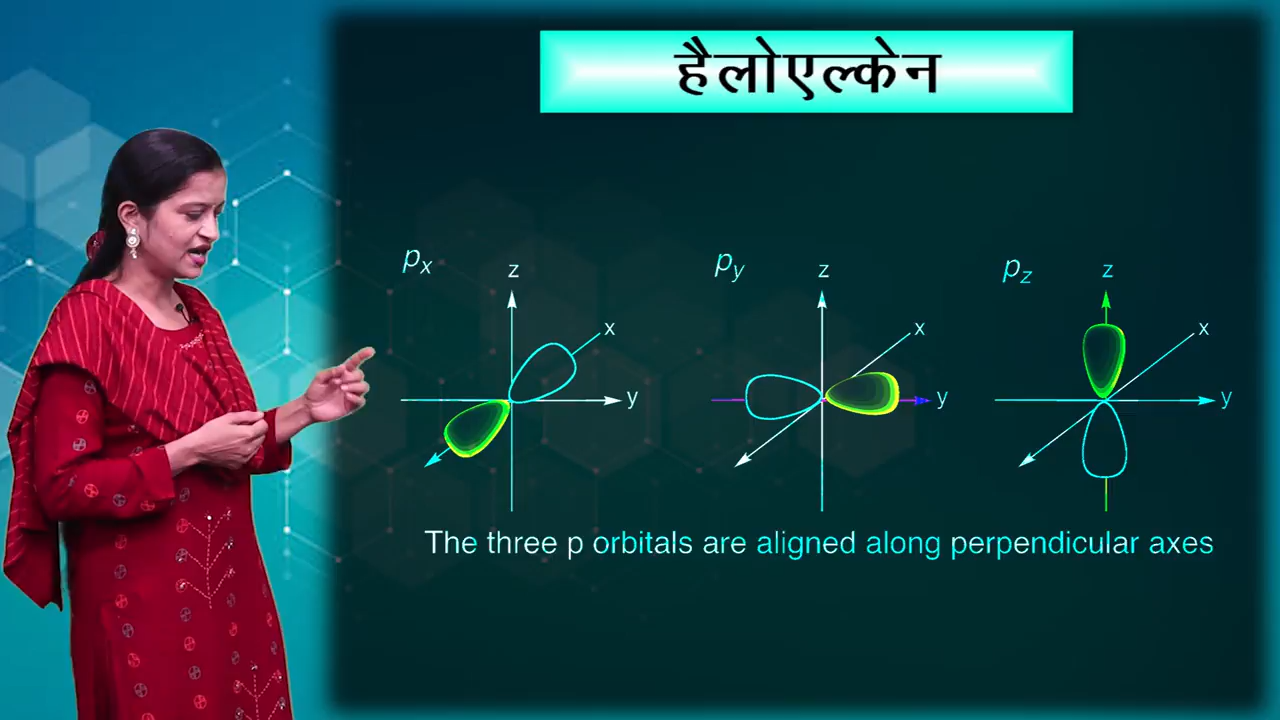 हैलोएल्केन
px
z
x
y
py
z
x
y
pz
z
x
y
The three p orbitals are aligned along perpendicular axes